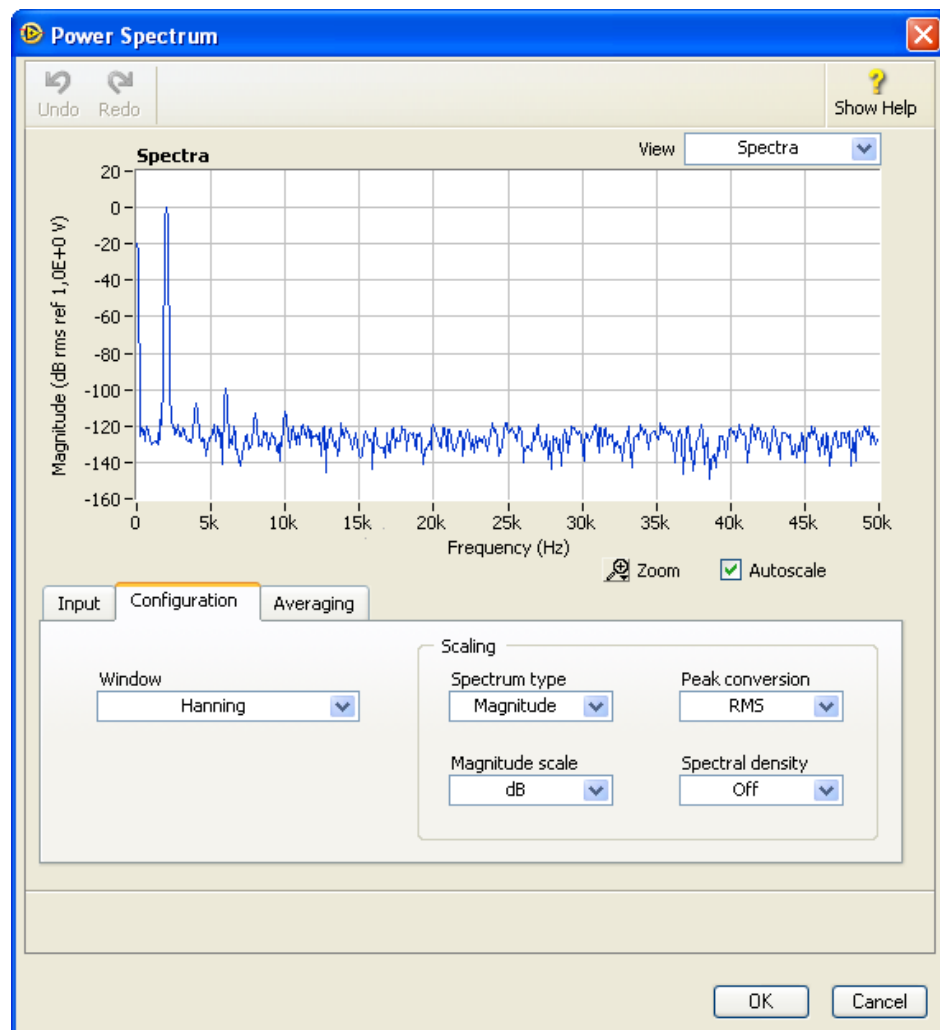 Power Spectrum
Undo Redo
Show Help
Spectra
View Spectra
Magnitude (dB rms ref 1,0E+0 V)
20
0
-20
-40
-60
-80
-100
-120
-140
-160
0 5k 10k 15k 20k 25k 30k 35k 40k 45k 50k
Frequency (Hz)
Zoom Autoscale
Input Configuration Averaging
Window
Hanning
Scaling
Spectrum type Peak conversion
Magnitude RMS
Magnitude scale Spectral density
dB Off
OK Cancel